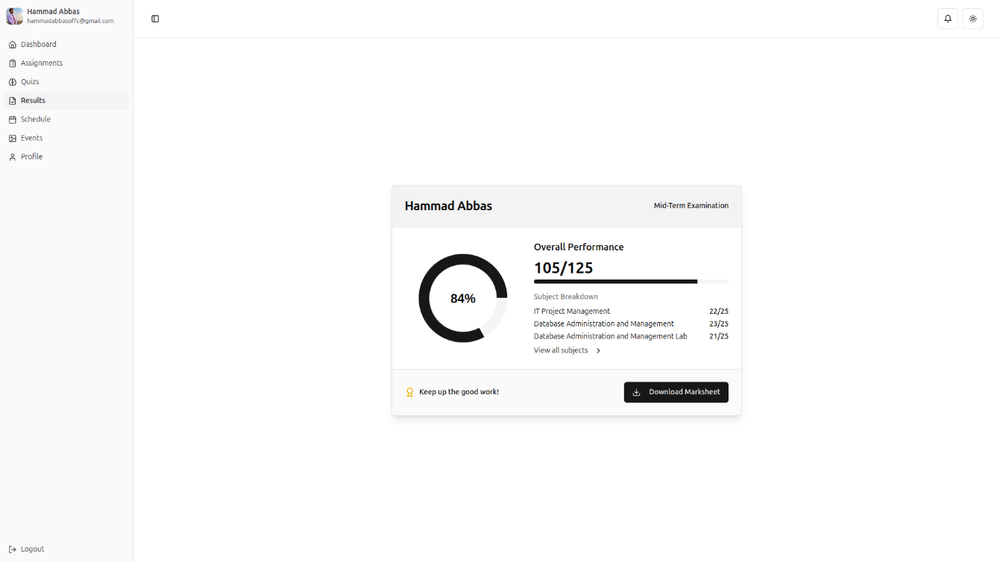 Hammad Abbas
hammadabbasoffc@gmail.com
Dashboard
Assignments
Quizs
Results
Schedule
Events
Profile
Logout
Hammad Abbas
Mid-Term Examination
84%
Overall Performance
105/125
Subject Breakdown
IT Project Management 22/25
Database Administration and Management 23/25
Database Administration and Management Lab 21/25
View all subjects
Keep up the good work!
Download Marksheet